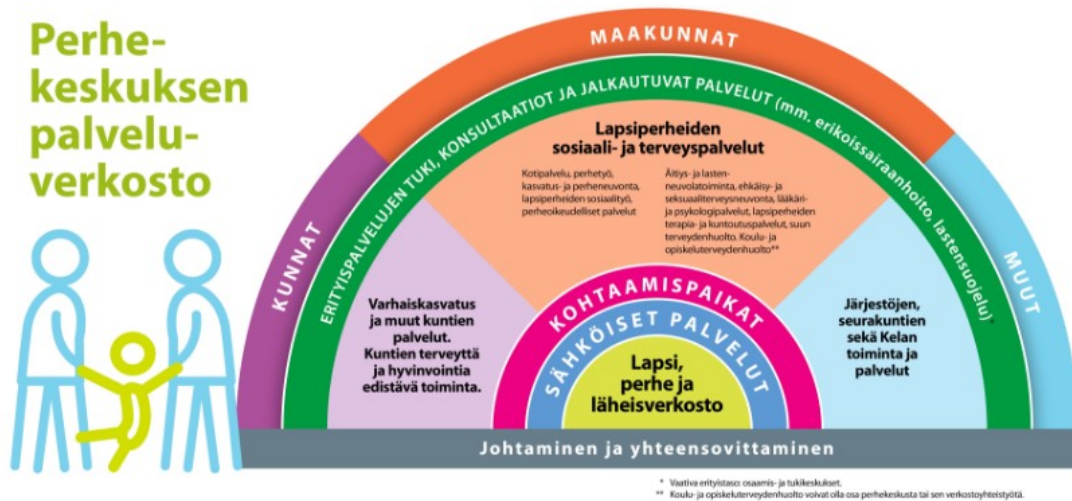 Perhe-
keskuksen
palvelu-
verkosto
KUNNAT
MAAKUNNAT
MUUT
ERITYISPALVELUJEN TUKI, KONSULTAATIOT JA JALKAUTUVAT PALVELUT (mm. erikoissairaanhoito, lastensuojelu)*
Lapsiperheiden
sosiaali- ja terveyspalvelut
Kotipalvelu, perhetyö,
kasvatus- ja perheneuvonta,
lapsiperheiden sosiaalityö,
perheoikeudelliset palvelut
Äitiys- ja lasten-
neuvolatoiminta, ehkäisy- ja
seksuaaliterveysneuvonta, lääkäri-
ja psykologipalvelut, lapsiperheiden
terapia- ja kuntoutuspalvelut, suun
terveydenhuolto. Koulu- ja
opiskeluterveydenhuolto**
Varhaiskasvatus
ja muut kuntien
palvelut.
Kuntien terveyttä
ja hyvinvointia
edistävä toiminta.
Järjestöjen,
seurakuntien
sekä Kelan
toiminta ja
palvelut
KOHTAAMISPAIKAT
SÄHKÖISET PALVELUT
Lapsi,
perhe ja
läheisverkosto
Johtaminen ja yhteensovittaminen
* Vaativa erityistaso: osaamis- ja tukikeskukset.
** Koulu- ja opiskeluterveydenhuolto voivat olla osa perhekeskusta tai sen verkostoyhteistyötä.